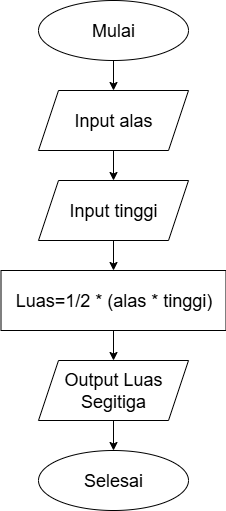 Mulai
Input alas
Input tinggi
Luas=1/2 * (alas * tinggi)
Output Luas
Segitiga
Selesai